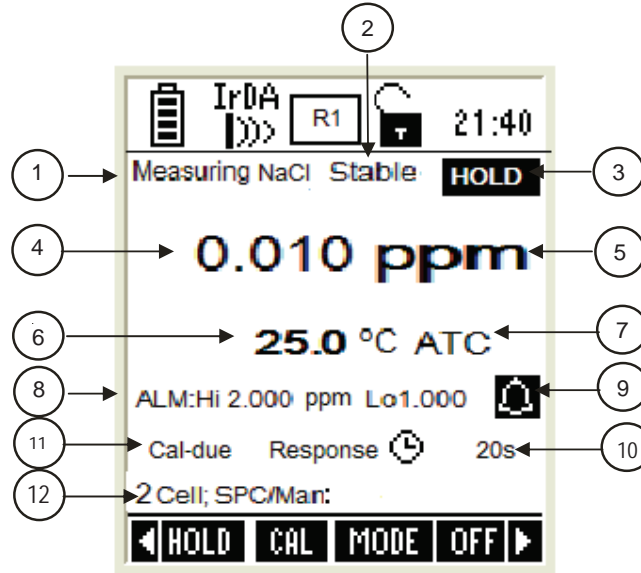 2
IrDA R1 T 21:40
1 Measuring NaCl Stable HOLD 3
4 0.010 ppm 5
6 25.0 °C ATC 7
8 ALM:Hi 2.000 ppm Lo1.000 9
11 Cal-due Response 20s 10
12 2 Cell; SPC/Man:
HOLD CAL MODE OFF